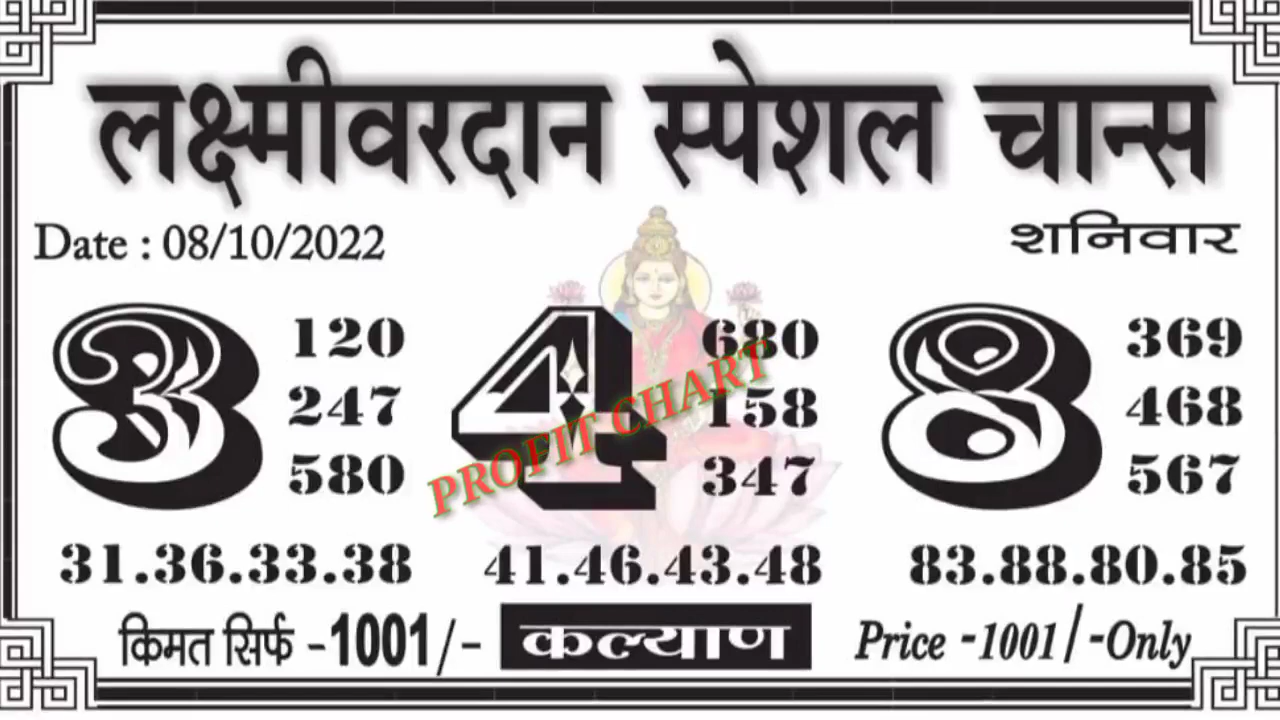 लक्ष्मीवरदान स्पेशल चान्स
Date : 08/10/2022 शनिवार
3 120 247 580
4 680 158 347
8 369 468 567
PROFIT CHART
31.36.33.38 41.46.43.48 83.88.80.85
किमत सिर्फ -1001/- कल्याण Price -1001/-Only